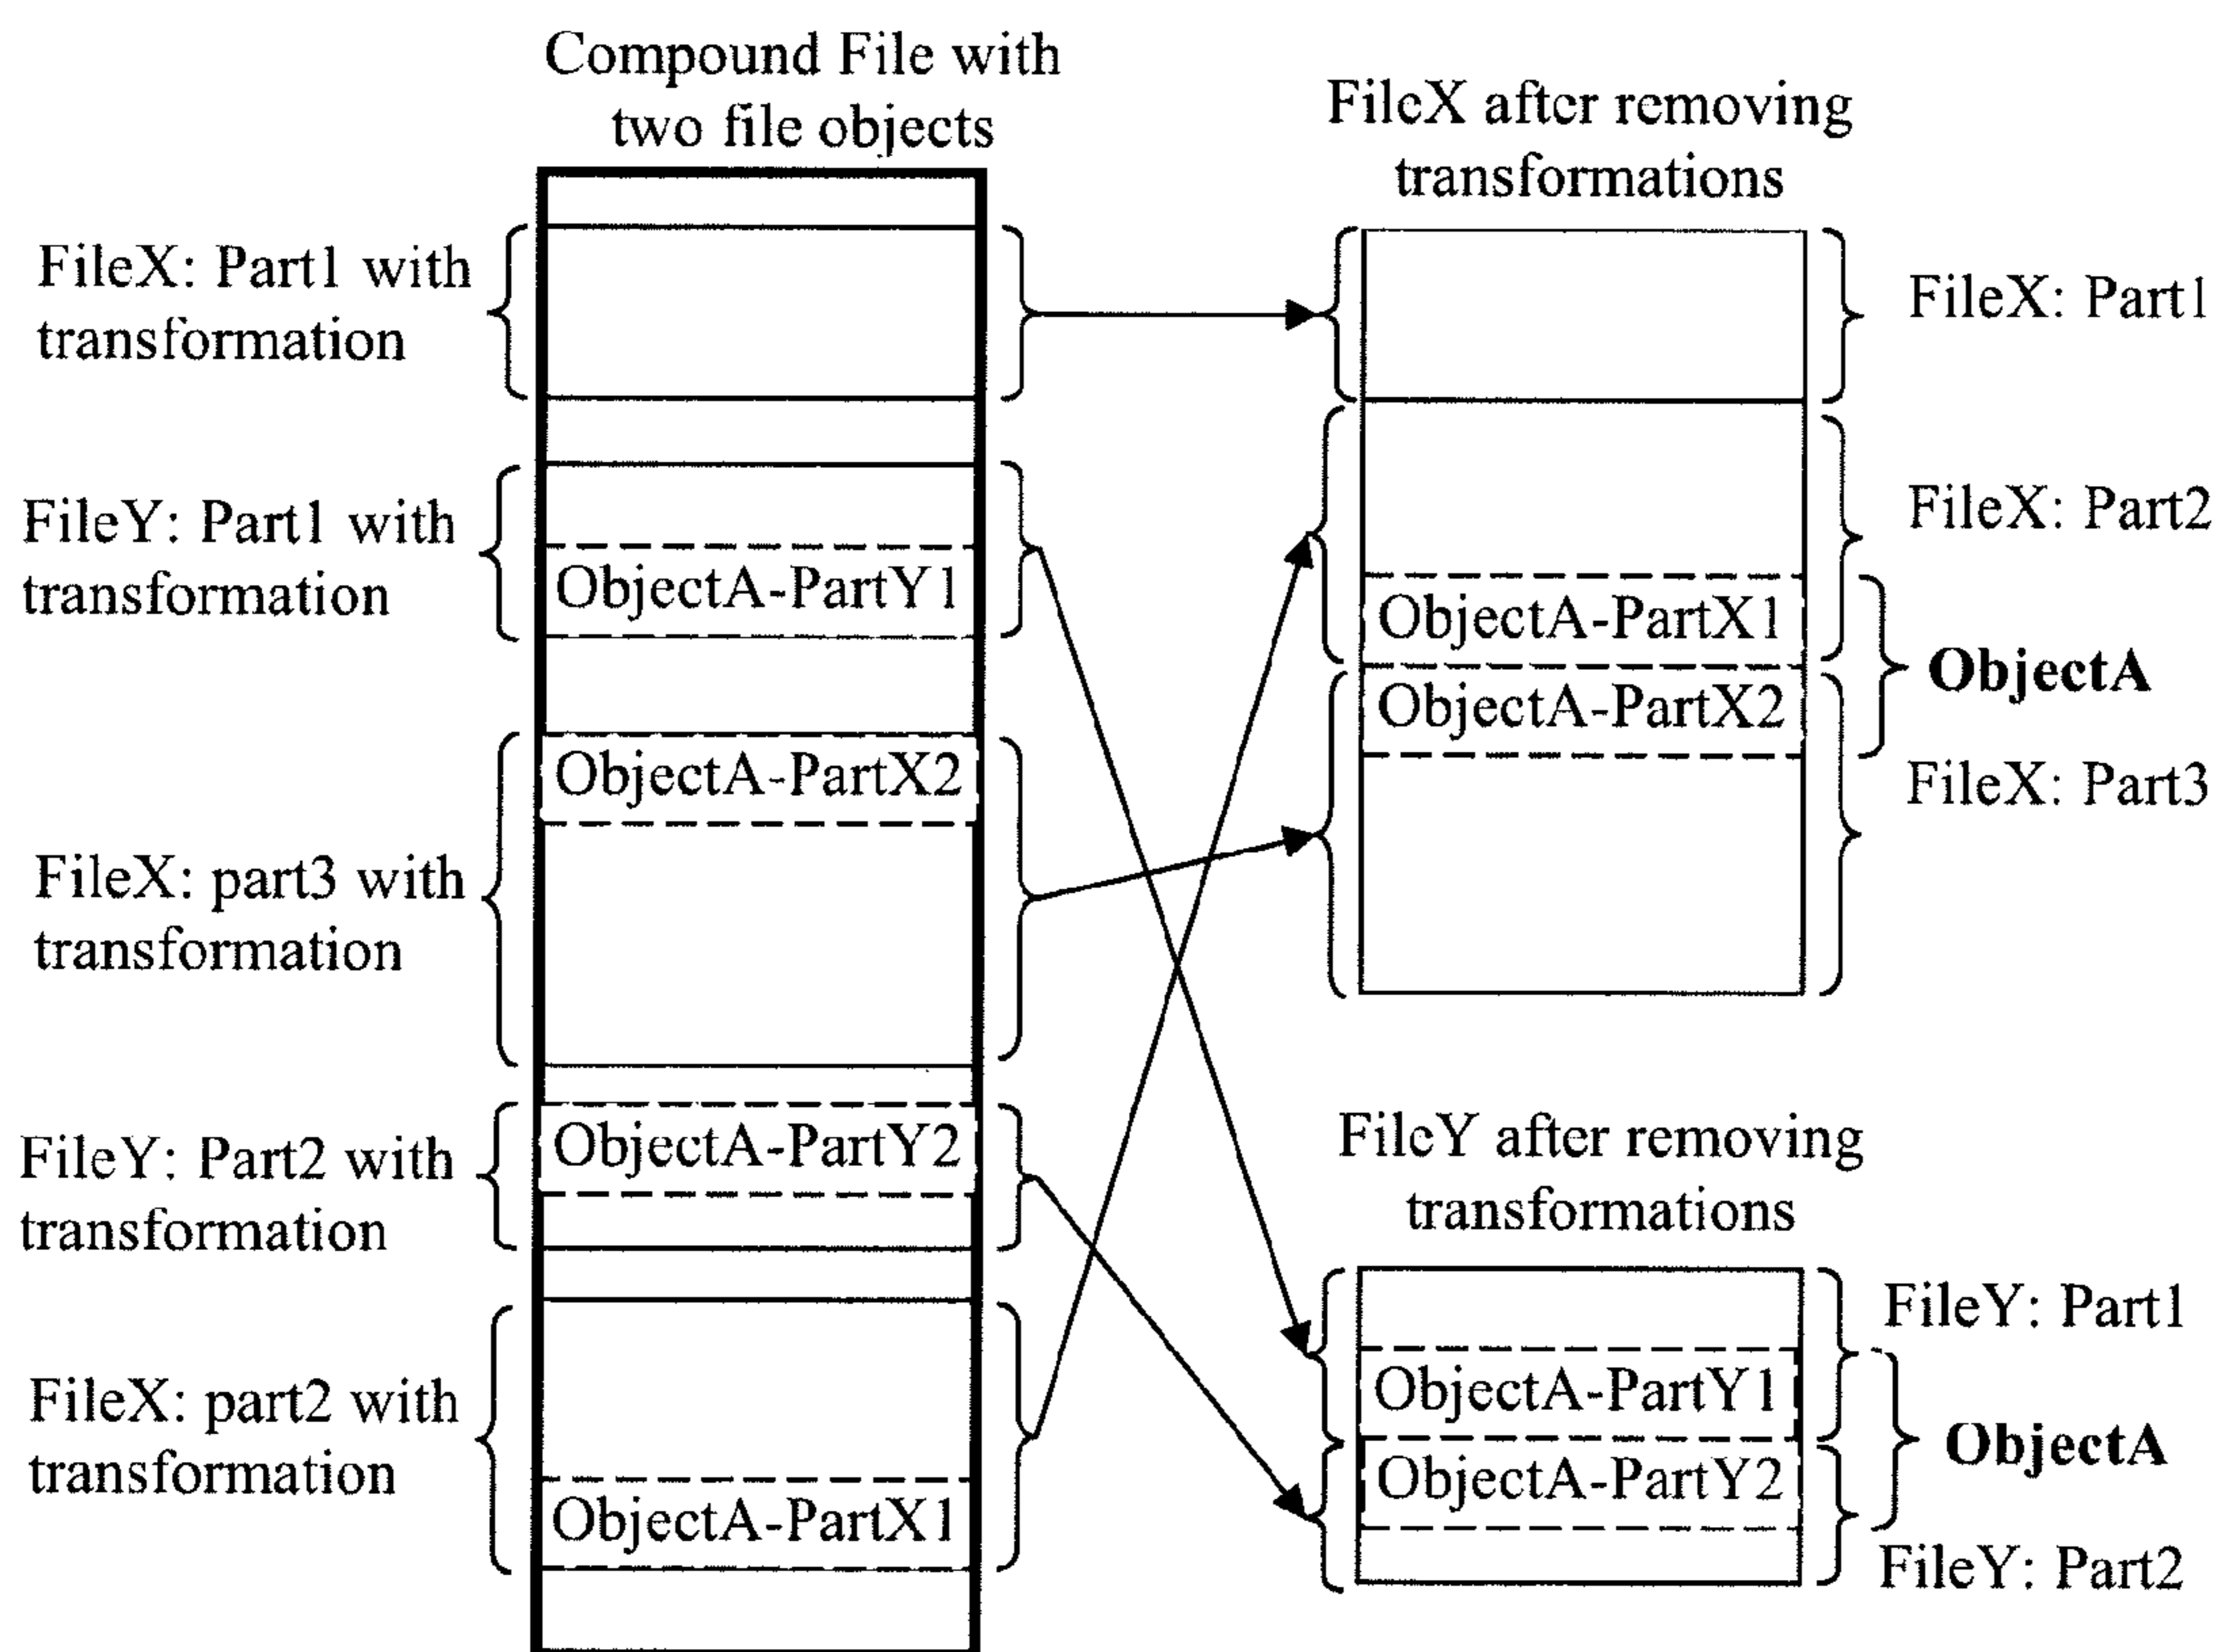 Compound File with
two file objects
FileX: Part1 with
transformation
FileY: Part1 with
transformation
ObjectA-PartY1
ObjectA-PartX2
FileX: part3 with
transformation
ObjectA-PartY2
FileY: Part2 with
transformation
FileX: part2 with
transformation
ObjectA-PartX1
FileX after removing
transformations
FileX: Part1
FileX: Part2
ObjectA-PartX1
ObjectA
ObjectA-PartX2
FileX: Part3
FileY after removing
transformations
FileY: Part1
ObjectA-PartY1
ObjectA
ObjectA-PartY2
FileY: Part2